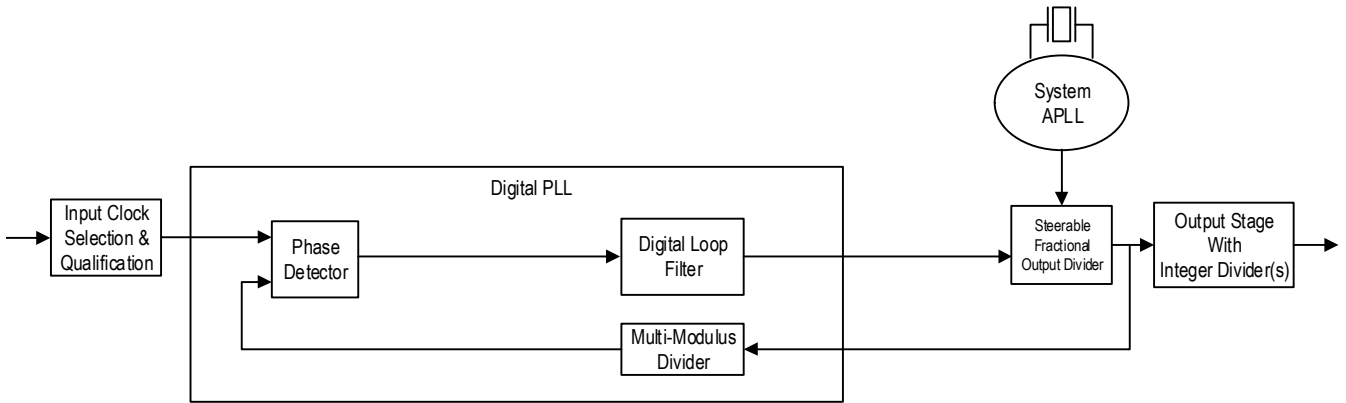 System
APLL
Digital PLL
Input Clock
Selection &
Qualification
Phase
Detector
Digital Loop
Filter
Steerable
Fractional
Output Divider
Output Stage
With
Integer Divider(s)
Multi-Modulus
Divider